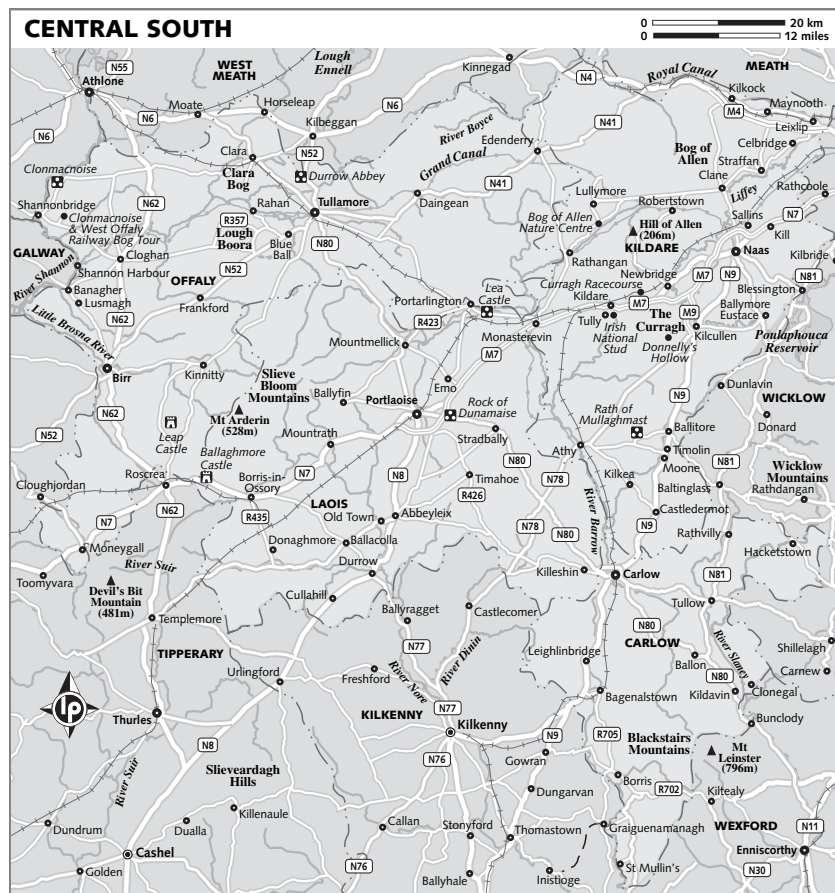 CENTRAL SOUTH
0 20 km
0 12 miles
N55
WEST
MEATH
Lough
Ennell
Kinnegad
MEATH
Athlone
N4
Royal Canal
Kilcock
Moate
Horseleap
N6
Maynooth
M4
N6
N6
Kilbeggan
River Boyce
N41
Leixlip
Clara
N52
Edenderry
Bog of
Allen
Celbridge
Clonmacnoise
Clara
Bog
Durrow Abbey
Grand Canal
Straffan
N41
Clane
Liffey
Rathcoole
Shannonbridge
N62
Rahan
Tullamore
Daingean
Lullymore
Robertstown
Clonmacnoise
& West Offaly
Railway Bog Tour
R357
Bog of Allen
Nature Centre
Hill of Allen
(206m)
Sallins
N7
Kill
GALWAY
Lough
Boora
Blue
Ball
N80
KILDARE
Naas
Cloghan
Rathangan
River Shannon
Shannon Harbour
N52
Newbridge
M7
N9
Kilbride
N81
Banagher
OFFALY
Lea
Castle
Curragh Racecourse
Blessington
Lusmagh
Frankford
Portarlington
Kildare
M7
M9
Ballymore
Eustace
Little Brosna River
N62
R423
Tully
Irish
National
Stud
The
Curragh
Kilcullen
Poulaphouca
Reservoir
Mountmellick
Monasterevin
Donnelly's
Hollow
M7
Birr
Kinnitty
Slieve
Bloom
Mountains
Emo
Dunlavin
N62
Ballyfin
Portlaoise
Rock of
Dunamaise
N9
WICKLOW
Mt Arderin
(528m)
Rath of
Mullaghmast
Donard
Leap
Castle
Stradbally
Ballitore
N52
Mountrath
Athy
Timolin
Ballaghmore
Castle
N80
Moone
N81
Wicklow
Mountains
Roscrea
Borris-in-
Ossory
N7
N8
Timahoe
N78
Kilkea
Baltinglass
Rathdangan
Cloughjordan
LAOIS
R426
River Barrow
Castledermot
N62
R435
Old Town
Abbeyleix
N7
N78
N80
N9
Rathvilly
Moneygall
Donaghmore
Ballacolla
Hacketstown
River Suir
Durrow
Killeshin
Carlow
Toomyvara
Devil's Bit
Mountain
(481m)
N81
Cullahill
Tullow
Templemore
Ballyragget
Castlecomer
N80
TIPPERARY
N77
CARLOW
River Slaney
Shillelagh
River Dinin
Leighlinbridge
Ballon
Urlingford
Freshford
River Nore
N80
Carnew
Kildavin
Clonegal
Bagenalstown
lp
Thurles
KILKENNY
N77
Kilkenny
Bunclody
N8
N9
R705
Blackstairs
Mountains
Mt
Leinster
(796m)
N76
Gowran
River Suir
Slieveardagh
Hills
Borris
R702
Dungarvan
Kiltealy
Killenaule
Dundrum
Dualla
Callan
Stonyford
Thomastown
Graiguenamanagh
WEXFORD
N11
Cashel
Enniscorthy
Golden
N76
Ballyhale
Inistioge
St Mullin's
N30